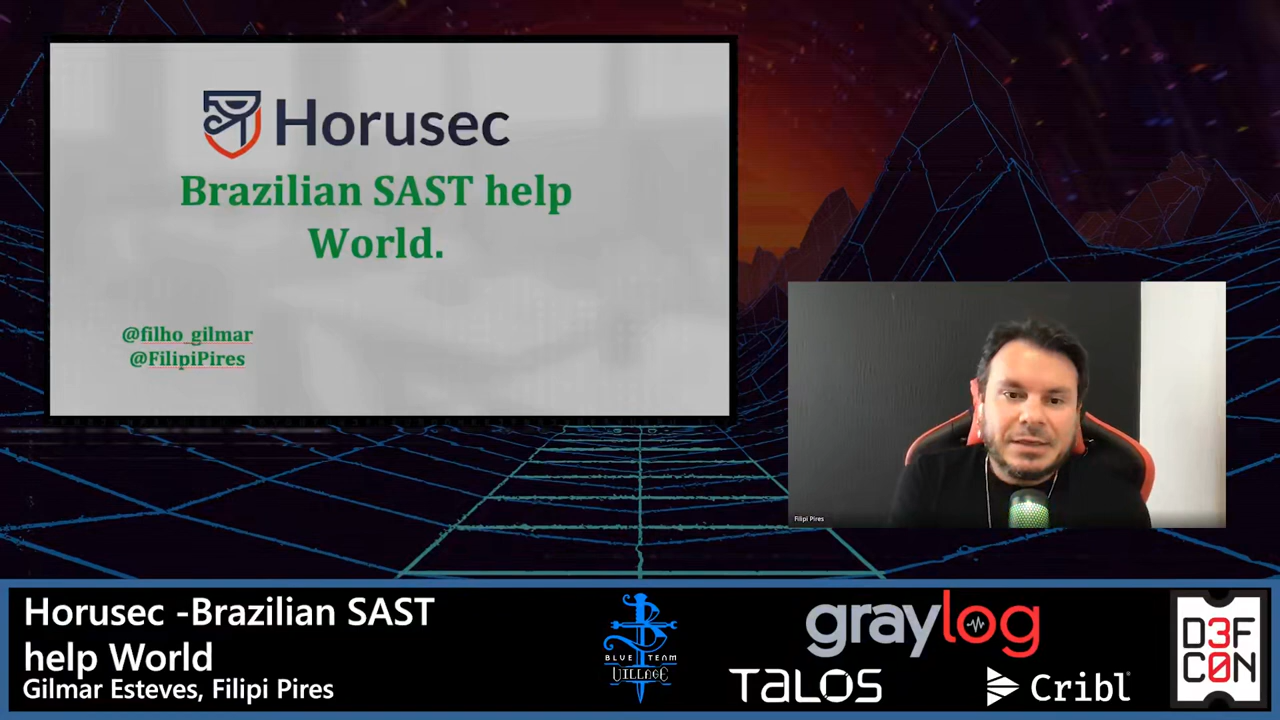 Horusec
Brazilian SAST help
World.
@filho_gilmar
@FilipiPires
Filipi Pires
Horusec -Brazilian SAST
help World
Gilmar Esteves, Filipi Pires
BLUE TEAM
VILLAGE
graylog
TALOS
Cribl
D3F
C0N